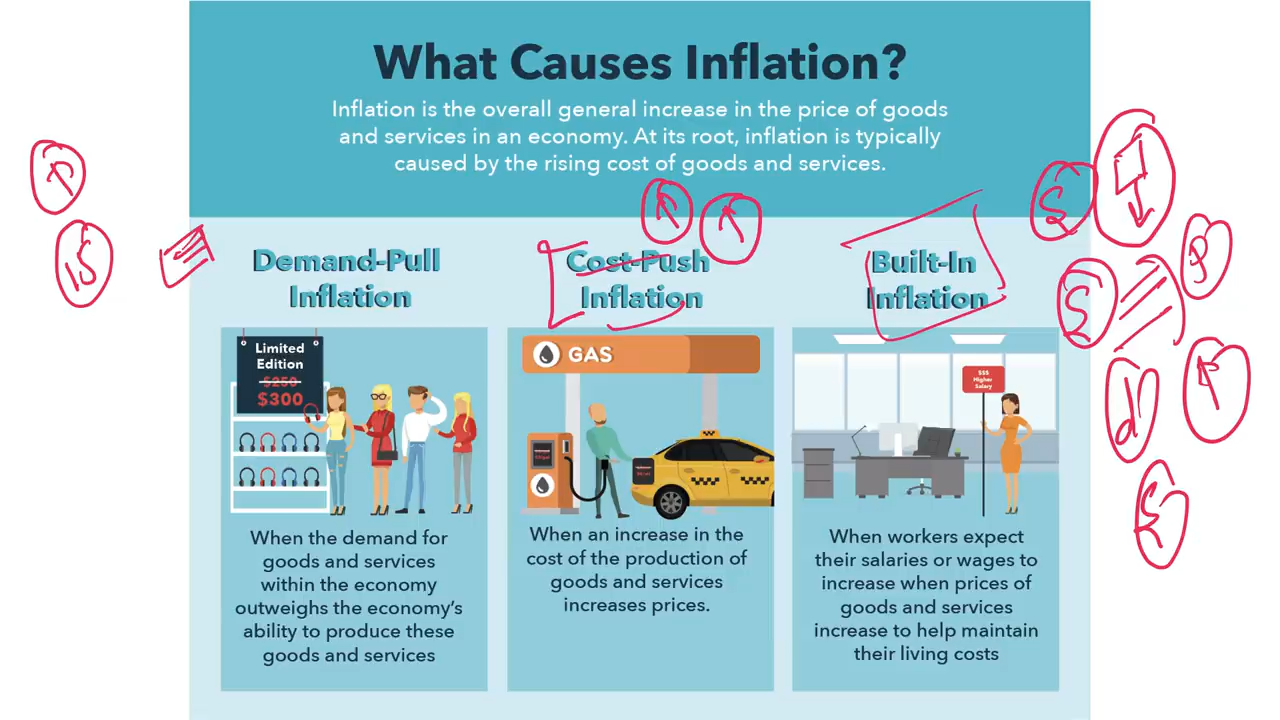 What Causes Inflation?
Inflation is the overall general increase in the price of goods
and services in an economy. At its root, inflation is typically
caused by the rising cost of goods and services.
Demand-Pull
Inflation
Limited
Edition
$250
$300
When the demand for
goods and services
within the economy
outweighs the economy's
ability to produce these
goods and services
Cost-Push
Inflation
GAS
When an increase in the
cost of the production of
goods and services
increases prices.
Built-In
Inflation
$$$
Higher
Salary
When workers expect
their salaries or wages to
increase when prices of
goods and services
increase to help maintain
their living costs